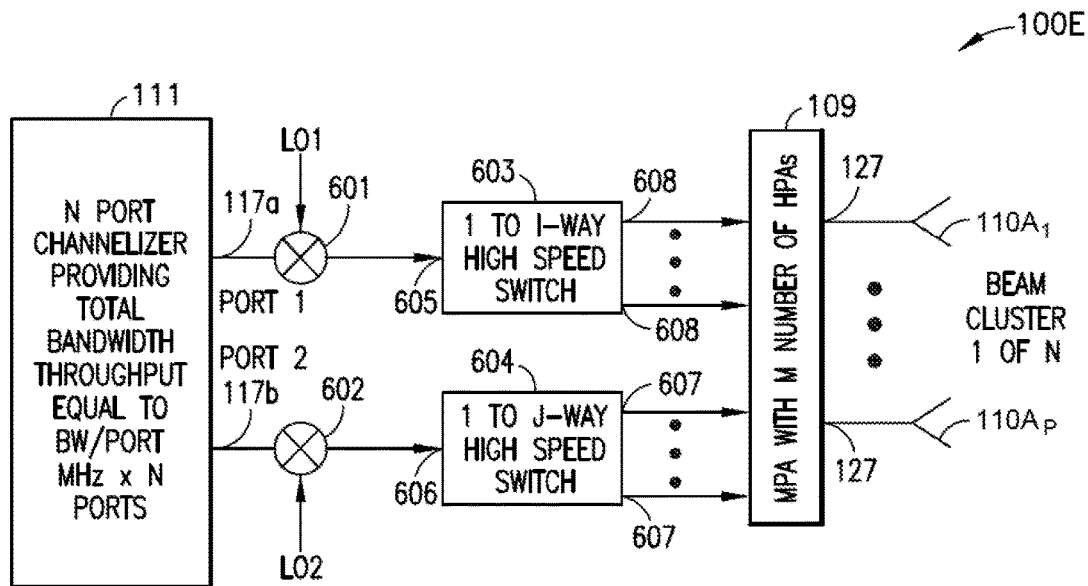 100E
111
N PORT
CHANNELIZER
PROVIDING
TOTAL
BANDWIDTH
THROUGHPUT
EQUAL TO
BW/PORT
MHz x N
PORTS
117a
LO1
601
PORT 1
605
603
1 TO I-WAY
HIGH SPEED
SWITCH
608
608
PORT 2
117b
602
LO2
606
604
1 TO J-WAY
HIGH SPEED
SWITCH
607
607
109
MPA WITH M NUMBER OF HPAs
127
110A1
BEAM
CLUSTER
1 OF N
127
110AP